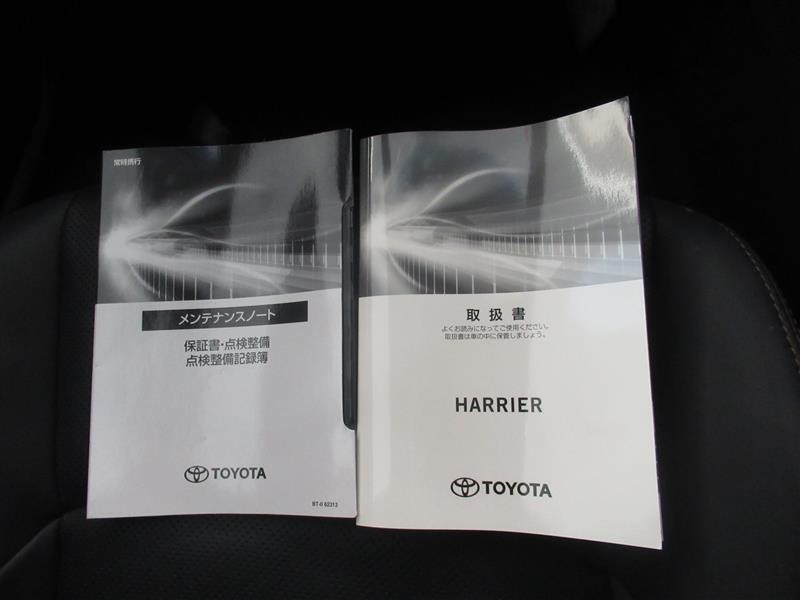 常時携行
メンテナンスノート
保証書・点検整備
点検整備記録簿
TOYOTA
BT-II 62313
取扱書
よくお読みになってご使用ください。
取扱書は車の中に保管しましょう。
HARRIER
TOYOTA